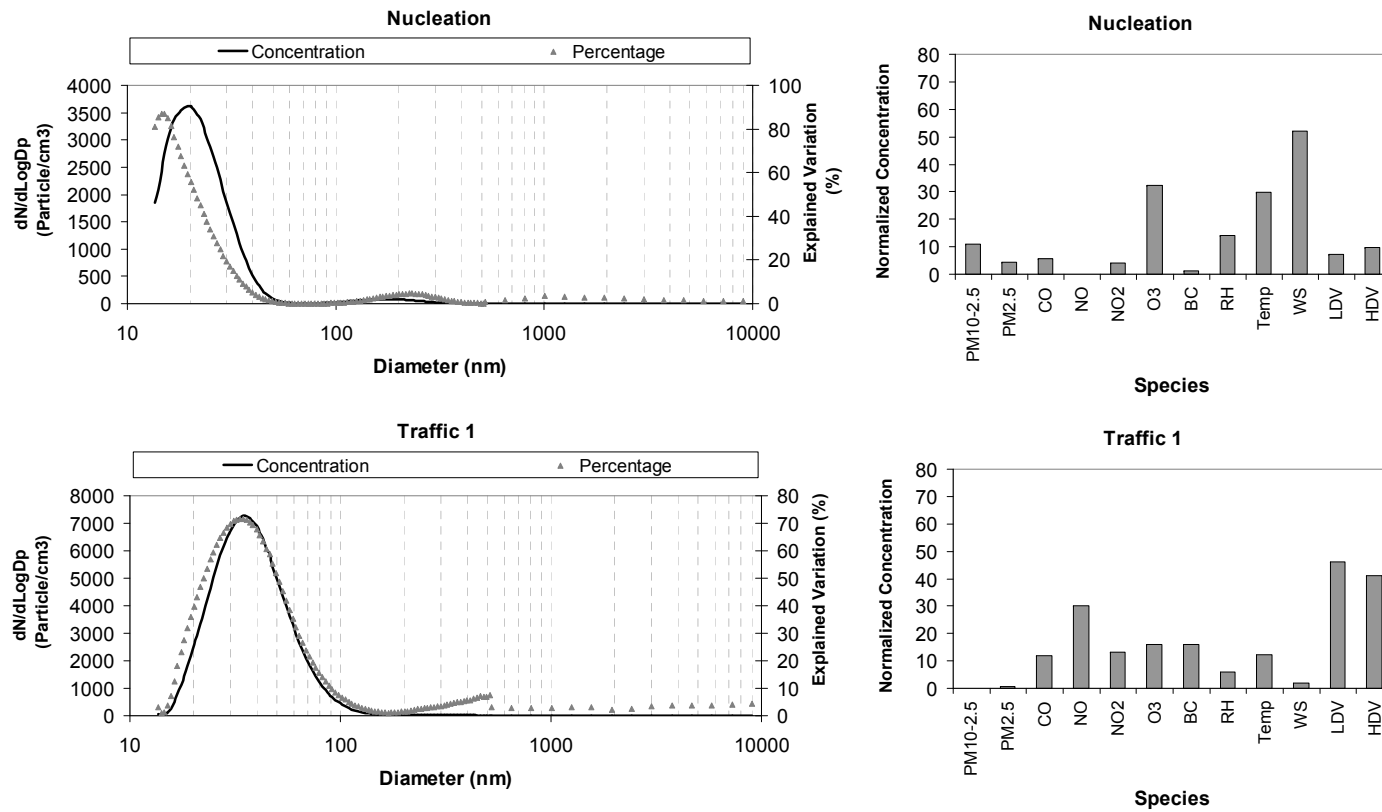 Nucleation
Concentration Percentage
dN/dLogDp
(Particle/cm3)
4000
3500
3000
2500
2000
1500
1000
500
0
100
80
60
40
20
0
Explained Variation
(%)
10 100 1000 10000
Diameter (nm)
Nucleation
Normalized Concentration
80
70
60
50
40
30
20
10
0
PM10-2.5
PM2.5
CO
NO
NO2
O3
BC
RH
Temp
WS
LDV
HDV
Species
Traffic 1
Concentration Percentage
dN/dLogDp
(Particle/cm3)
8000
7000
6000
5000
4000
3000
2000
1000
0
80
70
60
50
40
30
20
10
0
Explained Variation (%)
10 100 1000 10000
Diameter (nm)
Traffic 1
Normalized Concentration
80
70
60
50
40
30
20
10
0
PM10-2.5
PM2.5
CO
NO
NO2
O3
BC
RH
Temp
WS
LDV
HDV
Species